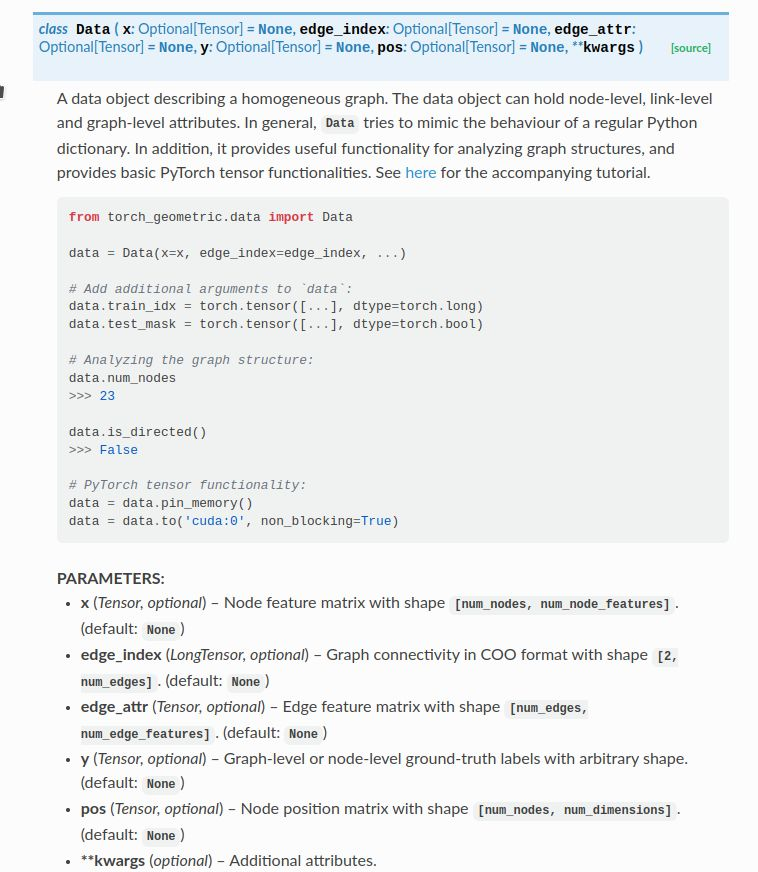 class Data ( x: Optional[Tensor] = None, edge_index: Optional[Tensor] = None, edge_attr:
Optional[Tensor] = None, y: Optional[Tensor] = None, pos: Optional[Tensor] = None, **kwargs ) [source]
A data object describing a homogeneous graph. The data object can hold node-level, link-level
and graph-level attributes. In general, Data tries to mimic the behaviour of a regular Python
dictionary. In addition, it provides useful functionality for analyzing graph structures, and
provides basic PyTorch tensor functionalities. See here for the accompanying tutorial.
from torch_geometric.data import Data
data = Data(x=x, edge_index=edge_index, ...)
# Add additional arguments to `data`:
data.train_idx = torch.tensor([...], dtype=torch.long)
data.test_mask = torch.tensor([...], dtype=torch.bool)
# Analyzing the graph structure:
data.num_nodes
>>> 23
data.is_directed()
>>> False
# PyTorch tensor functionality:
data = data.pin_memory()
data = data.to('cuda:0', non_blocking=True)
PARAMETERS:
• x (Tensor, optional) – Node feature matrix with shape [num_nodes, num_node_features] .
(default: None )
• edge_index (LongTensor, optional) – Graph connectivity in COO format with shape [2,
num_edges] . (default: None )
• edge_attr (Tensor, optional) – Edge feature matrix with shape [num_edges,
num_edge_features] . (default: None )
• y (Tensor, optional) – Graph-level or node-level ground-truth labels with arbitrary shape.
(default: None )
• pos (Tensor, optional) – Node position matrix with shape [num_nodes, num_dimensions] .
(default: None )
• **kwargs (optional) – Additional attributes.